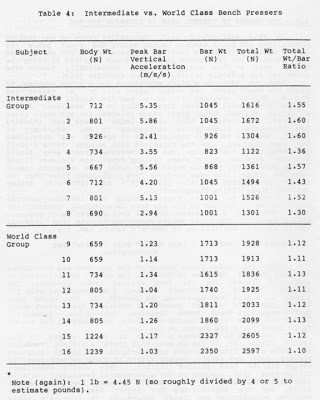 Table 4: Intermediate vs. World Class Bench Pressers
Subject Body Wt Peak Bar Bar Wt Total Wt Total
(N) Vertical (N) (N) Wt/Bar
Acceleration Ratio
(m/s/s)
Intermediate
Group 1 712 5.35 1045 1616 1.55
2 801 5.86 1045 1672 1.60
3 926 2.41 926 1304 1.60
4 734 3.55 823 1122 1.36
5 667 5.56 868 1361 1.57
6 712 4.20 1045 1494 1.43
7 801 5.13 1001 1526 1.52
8 690 2.94 1001 1301 1.30
World Class
Group 9 659 1.23 1713 1928 1.12
10 659 1.14 1713 1913 1.11
11 734 1.34 1615 1836 1.13
12 805 1.04 1740 1925 1.11
13 734 1.20 1811 2033 1.12
14 805 1.26 1860 2099 1.13
15 1224 1.17 2327 2605 1.12
16 1239 1.03 2350 2597 1.10
*
Note (again): 1 lb = 4.45 N (so roughly divided by 4 or 5 to
estimate pounds).